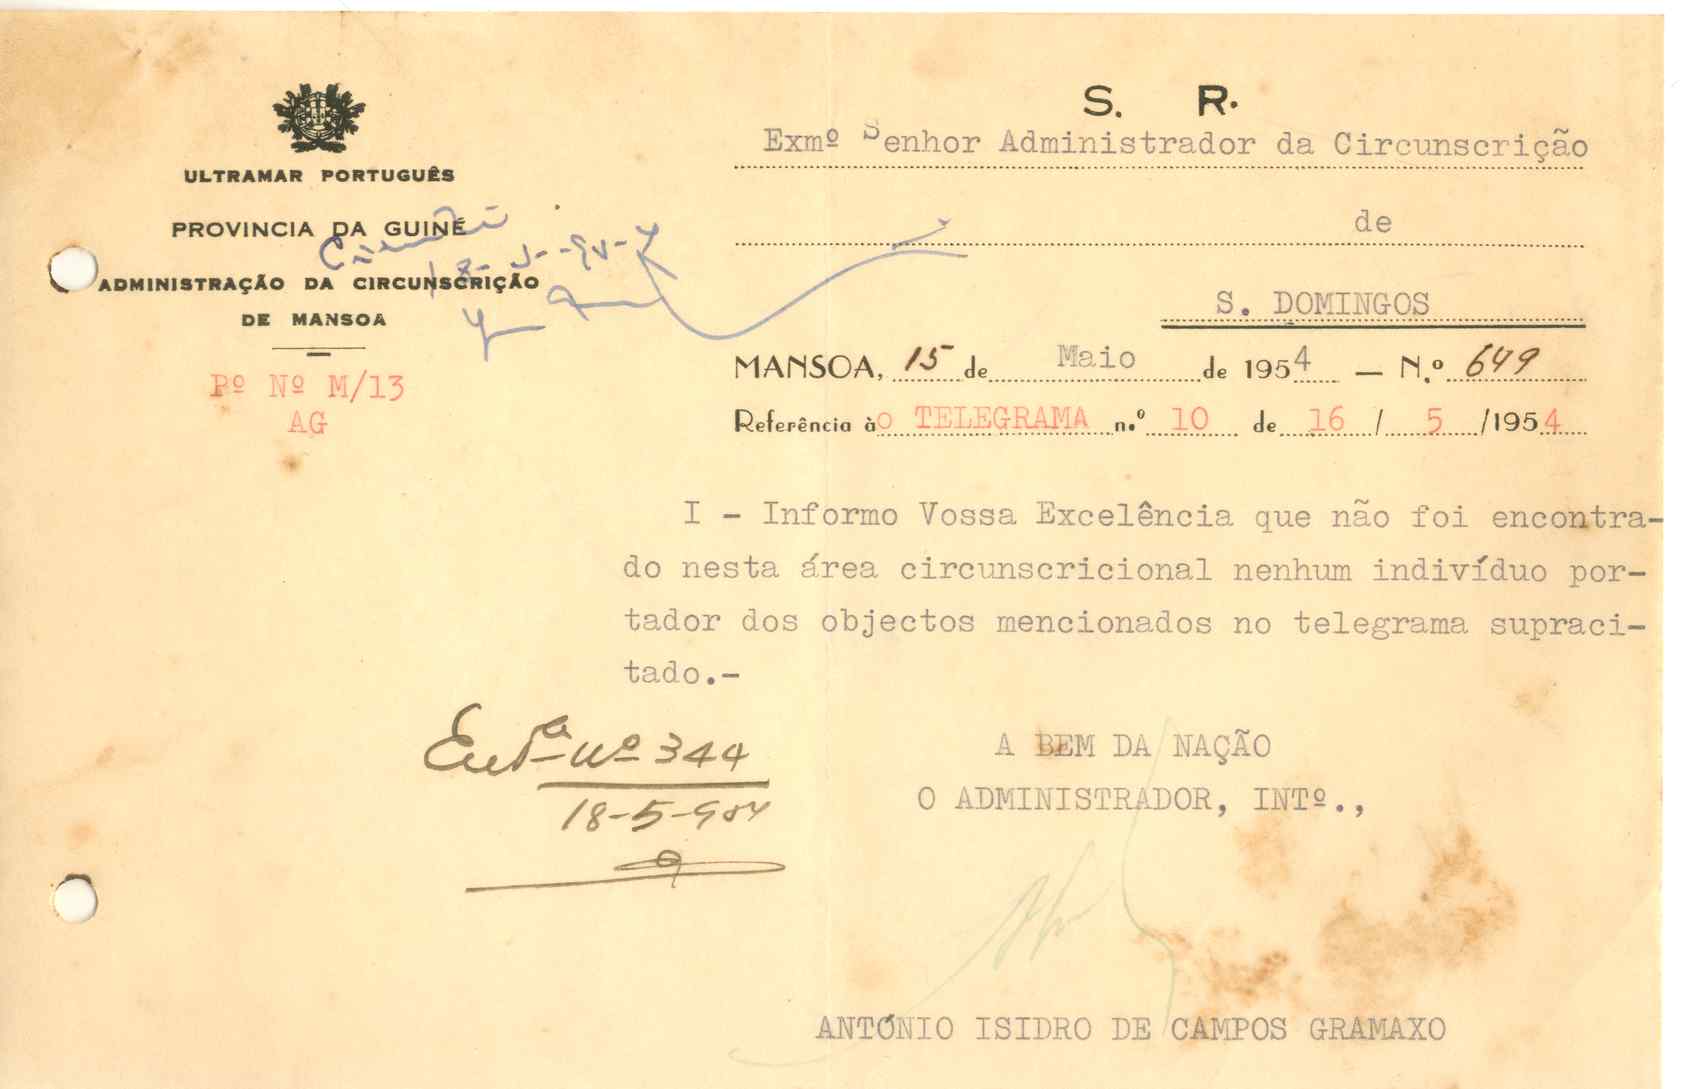 S. R.
ULTRAMAR PORTUGUÊS
PROVINCIA DA GUINÉ
ADMINISTRAÇÃO DA CIRCUNSCRIÇÃO
DE MANSOA
Pº Nº M/13
AG
Exmº Senhor Administrador da Circunscrição
de
S. DOMINGOS
MANSOA, 15 de Maio de 1954 — N.º 649
Referência à o TELEGRAMA n.º 10 de 16 / 5 /1954
I - Informo Vossa Excelência que não foi encontra-
do nesta área circunscricional nenhum indivíduo por-
tador dos objectos mencionados no telegrama supraci-
tado.-
A BEM DA NAÇÃO
O ADMINISTRADOR, INTº.,
Entª Nº 344
18-5-954
ANTÓNIO ISIDRO DE CAMPOS GRAMAXO